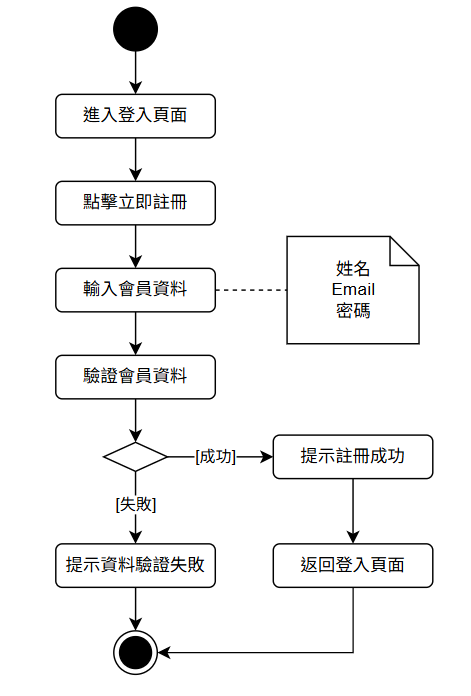 進入登入頁面
點擊立即註冊
輸入會員資料
姓名
Email
密碼
驗證會員資料
[成功]
提示註冊成功
[失敗]
提示資料驗證失敗
返回登入頁面